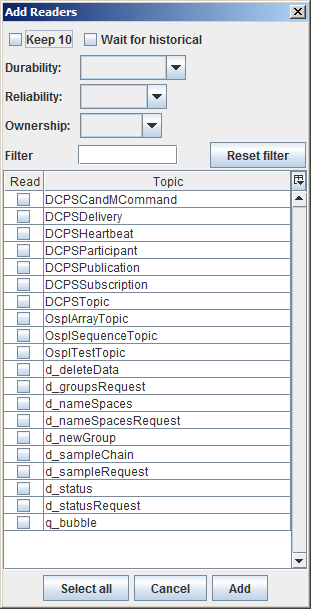 Add Readers
Keep 10 Wait for historical
Durability:
Reliability:
Ownership:
Filter Reset filter
Read Topic
DCPSCandMCommand
DCPSDelivery
DCPSHeartbeat
DCPSParticipant
DCPSPublication
DCPSSubscription
DCPSTopic
OsplArrayTopic
OsplSequenceTopic
OsplTestTopic
d_deleteData
d_groupsRequest
d_nameSpaces
d_nameSpacesRequest
d_newGroup
d_sampleChain
d_sampleRequest
d_status
d_statusRequest
q_bubble
Select all Cancel Add